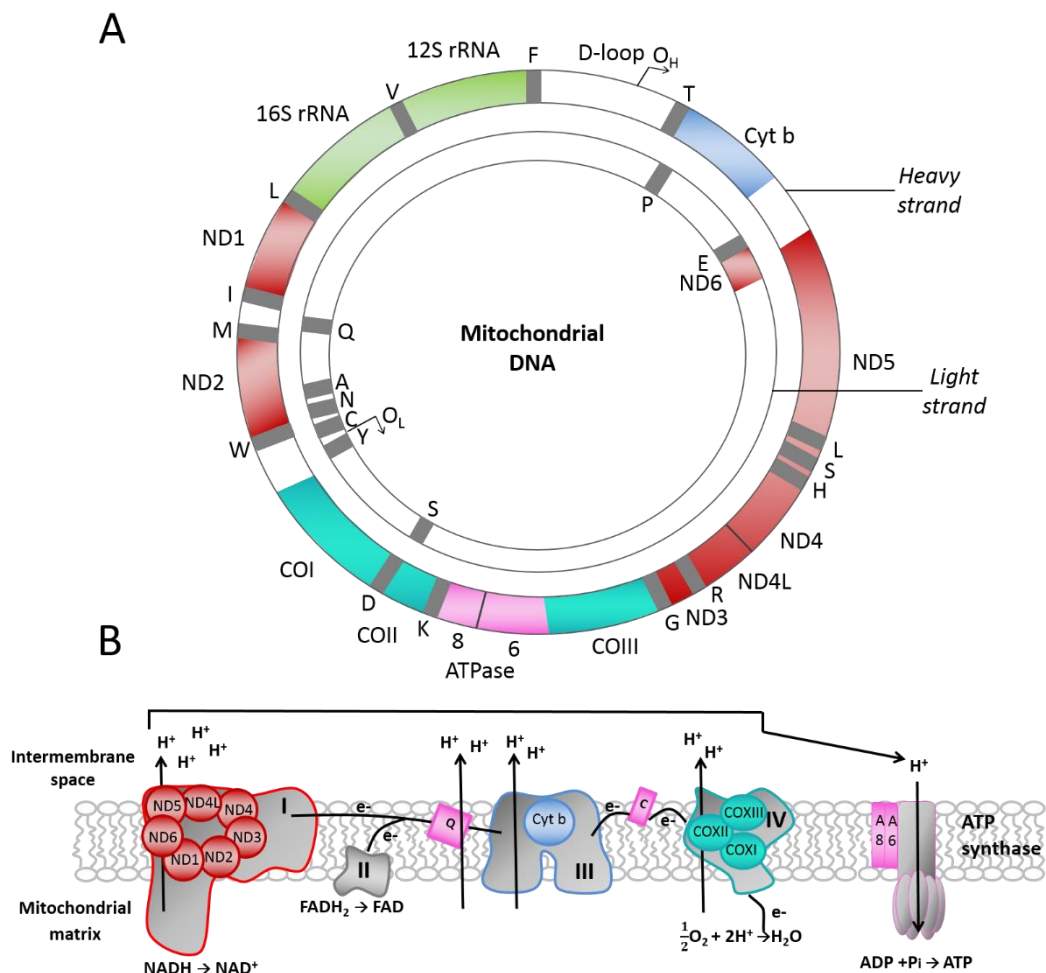 A
12S rRNA
F
D-loop
O_H
V
T
16S rRNA
Cyt b
Heavy
strand
L
P
ND1
E
ND6
I
M
Q
Mitochondrial
DNA
ND5
ND2
A
N
C
O_L
Y
Light
strand
W
L
S
H
S
ND4
COI
ND4L
D
R
COII
K
8
6
COIII
G
ND3
ATPase
B
H⁺ H⁺ H⁺ H⁺
H⁺ H⁺
H⁺ H⁺
H⁺ H⁺
H⁺
Intermembrane
space
ND5
ND4L
ND4
I
ND6
ND3
ND1
ND2
e-
e-
Q
Cyt b
e-
C
COXIII
IV
COXII
COXI
A
8
A
6
ATP
synthase
II
III
Mitochondrial
matrix
FADH₂ → FAD
e-
½O₂ + 2H⁺ →H₂O
NADH → NAD⁺
ADP +Pi → ATP